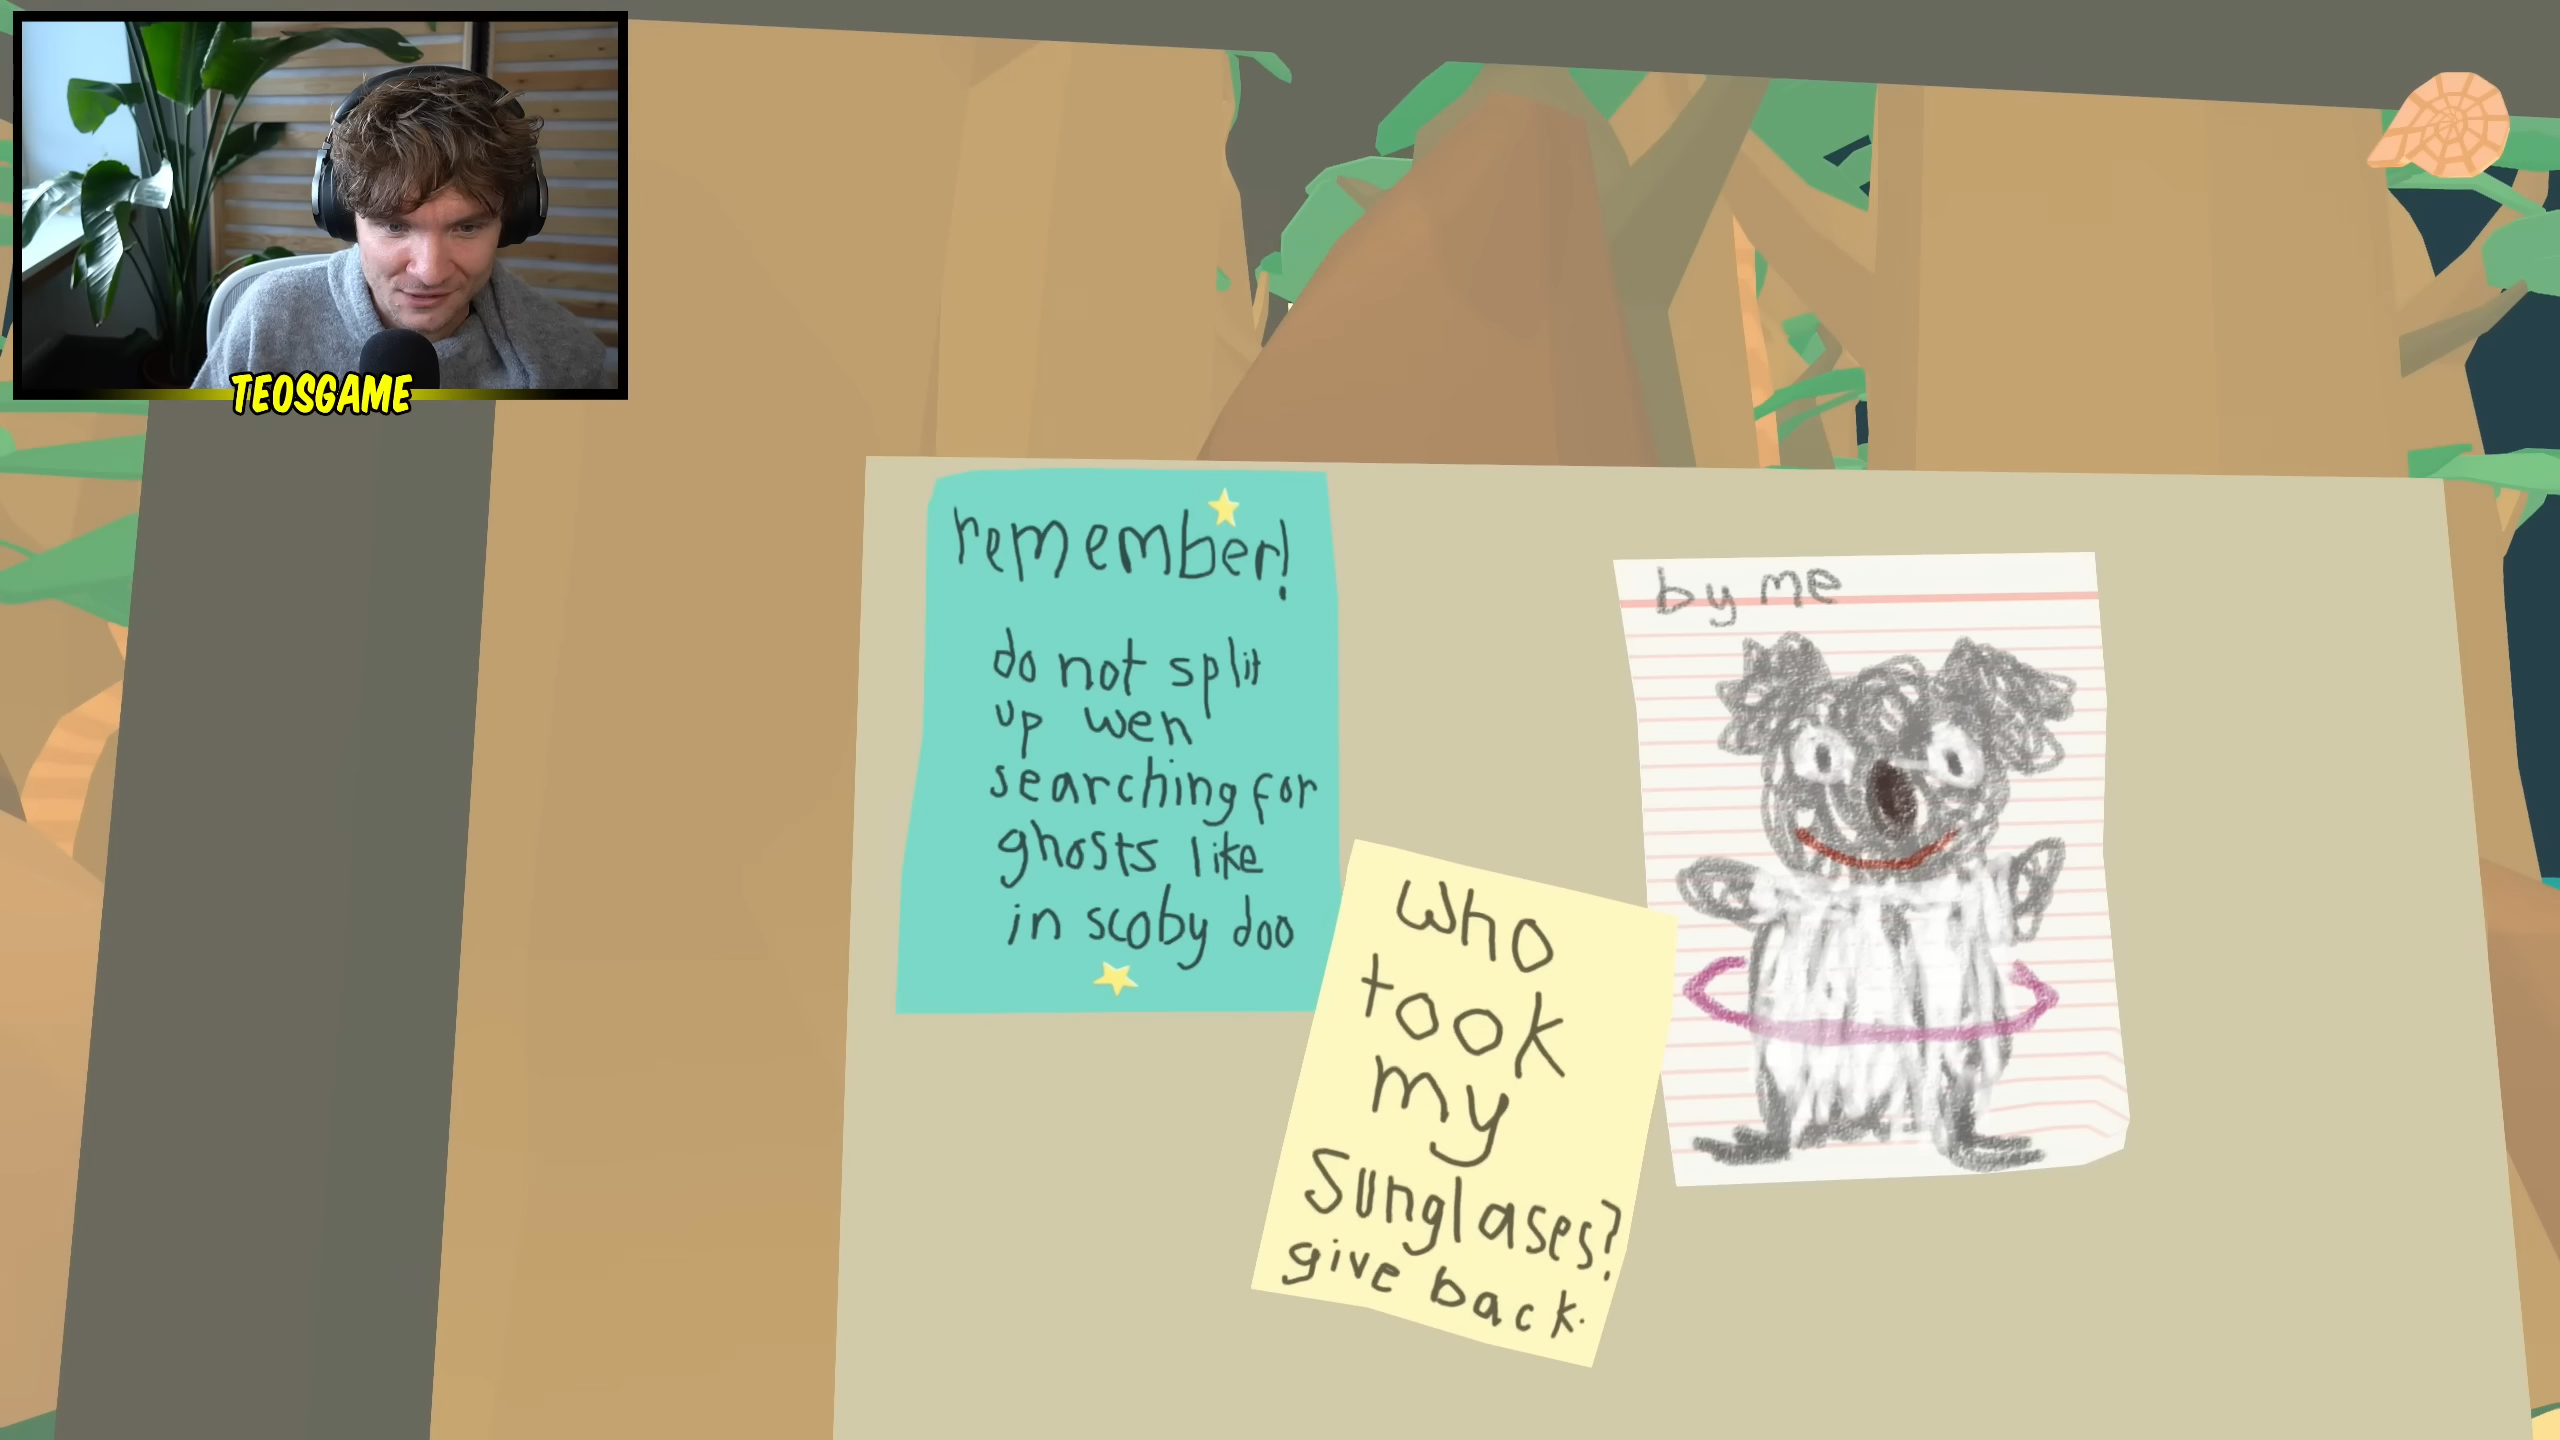 TEOSGAME
remember!
do not split
up wen
searching for
ghosts like
in scoby doo
who
took
my
sunglases?
give back.
by me